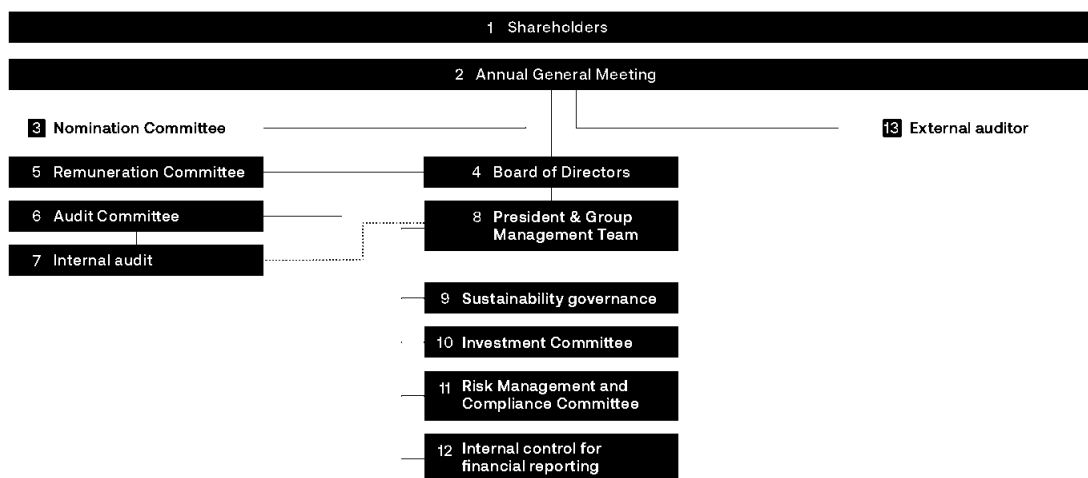 1 Shareholders
2 Annual General Meeting
3 Nomination Committee
13 External auditor
5 Remuneration Committee
4 Board of Directors
6 Audit Committee
8 President & Group
Management Team
7 Internal audit
9 Sustainability governance
10 Investment Committee
11 Risk Management and
Compliance Committee
12 Internal control for
financial reporting